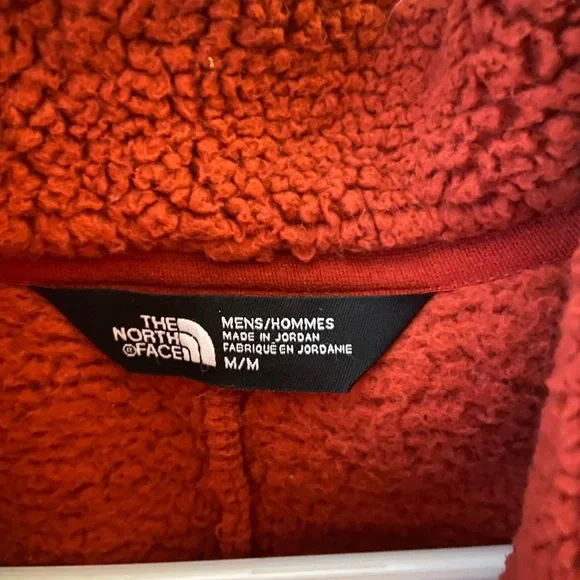 THE
NORTH
FACE
MENS/HOMMES
MADE IN JORDAN
FABRIQUÉ EN JORDANIE
M/M